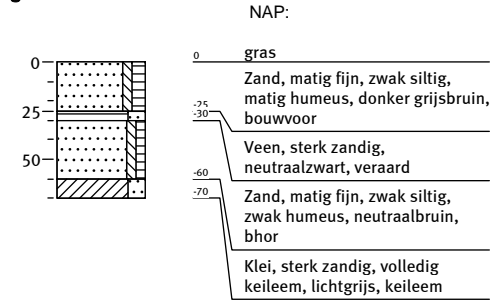 NAP:
0
0
gras
Zand, matig fijn, zwak siltig,
matig humeus, donker grijsbruin,
bouwvoor
25
-25
-30
Veen, sterk zandig,
neutraalzwart, veraard
50
-60
-70
Zand, matig fijn, zwak siltig,
zwak humeus, neutraalbruin,
bhor
Klei, sterk zandig, volledig
keileem, lichtgrijs, keileem